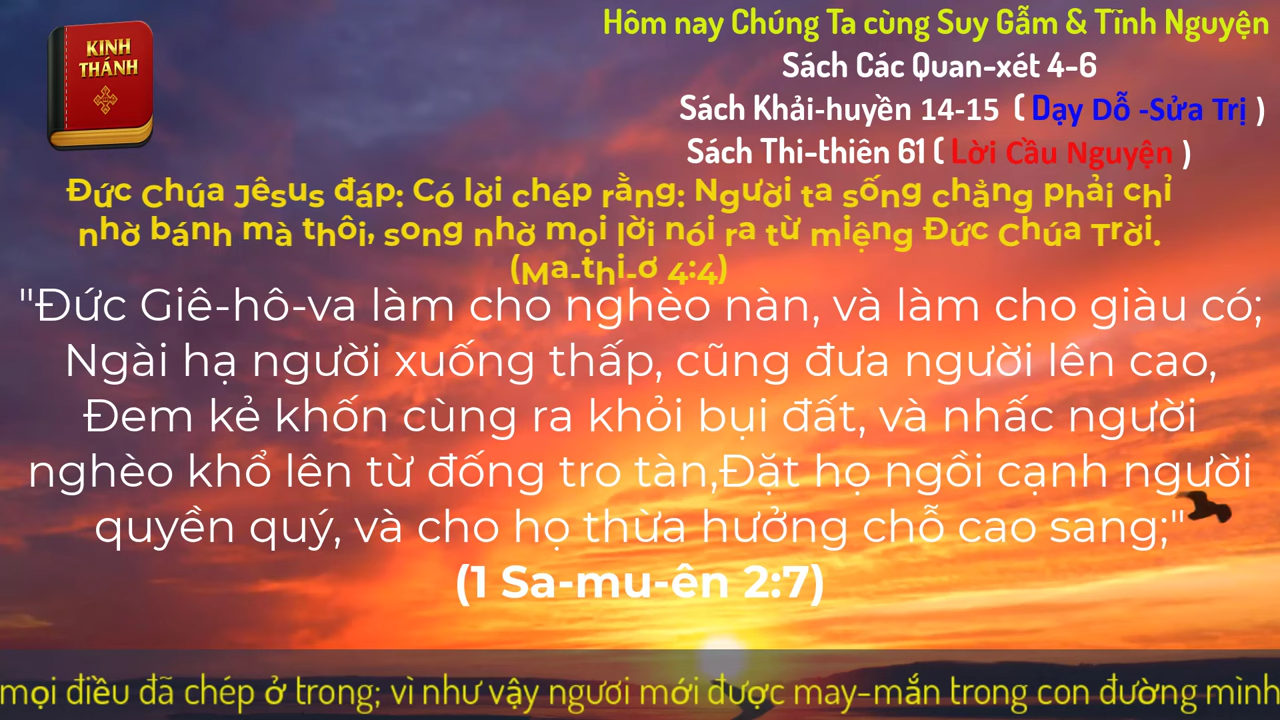 KINH
THÁNH
Hôm nay Chúng Ta cùng Suy Gẫm & Tĩnh Nguyện
Sách Các Quan-xét 4-6
Sách Khải-huyền 14-15 ( Dạy Dỗ -Sửa Trị )
Sách Thi-thiên 61 ( Lời Cầu Nguyện )
Đức Chúa Jêsus đáp: Có lời chép rằng: Người ta sống chẳng phải chỉ
nhờ bánh mà thôi, song nhờ mọi lời nói ra từ miệng Đức Chúa Trời.
(Ma-thi-ơ 4:4)
"Đức Giê-hô-va làm cho nghèo nàn, và làm cho giàu có;
Ngài hạ người xuống thấp, cũng đưa người lên cao,
Đem kẻ khốn cùng ra khỏi bụi đất, và nhấc người
nghèo khổ lên từ đống tro tàn,Đặt họ ngồi cạnh người
quyền quý, và cho họ thừa hưởng chỗ cao sang;"
(1 Sa-mu-ên 2:7)
mọi điều đã chép ở trong; vì như vậy ngươi mới được may-mắn trong con đường mình